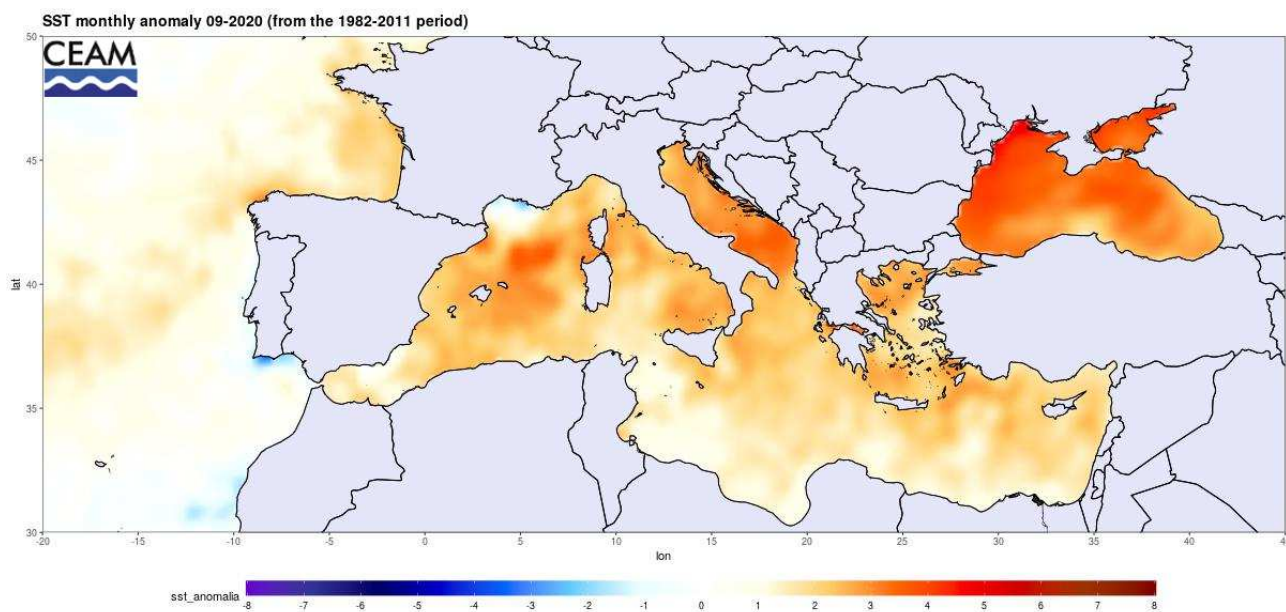 SST monthly anomaly 09-2020 (from the 1982-2011 period)
50
CEAM
45
lat
40
35
30
-20 -15 -10 -5 0 5 10 15 20 25 30 35 40 45
lon
sst_anomalia
-8 -7 -6 -5 -4 -3 -2 -1 0 1 2 3 4 5 6 7 8